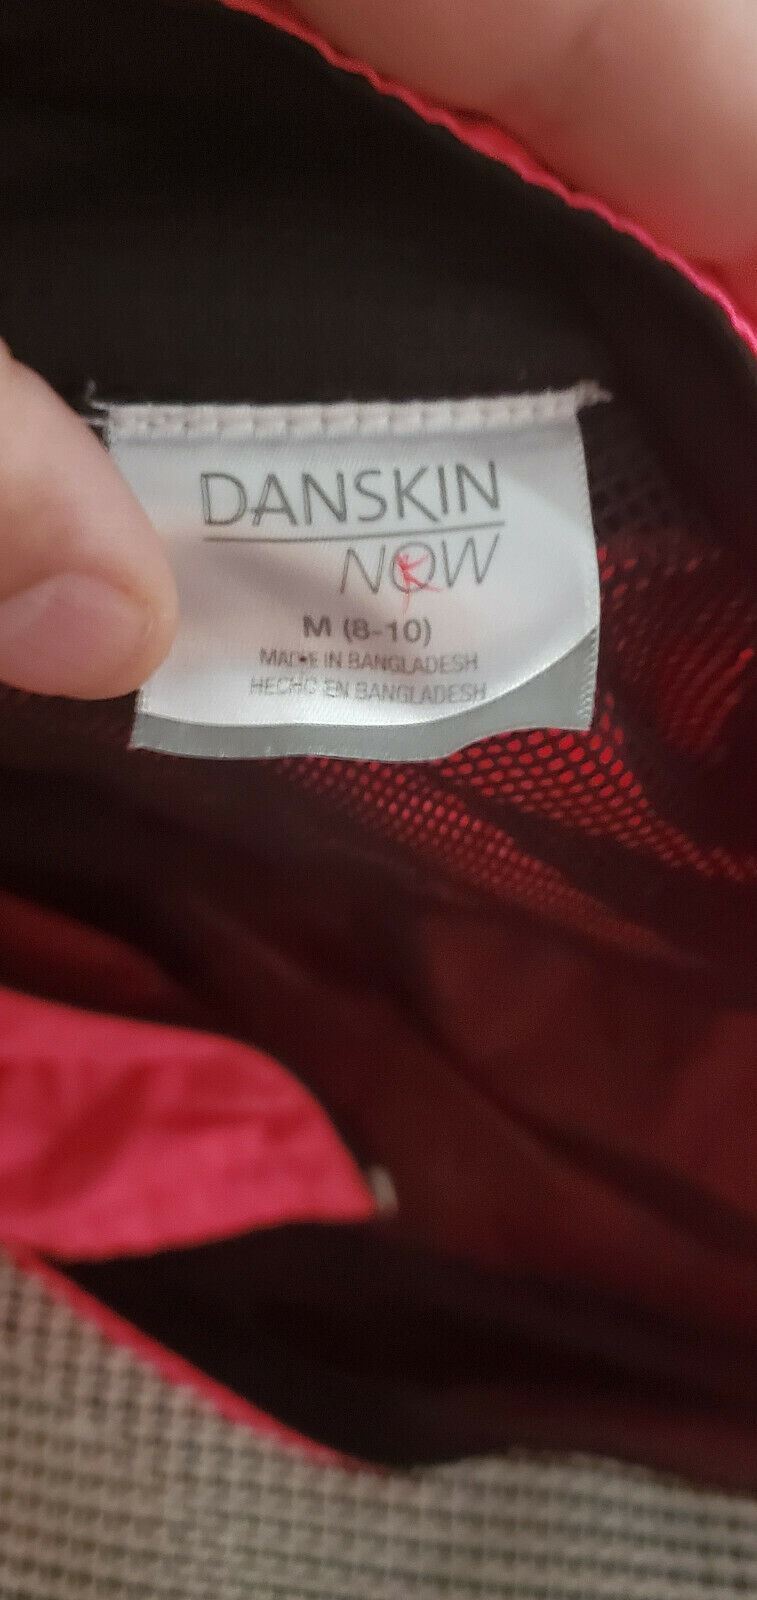 DANSKIN
NOW
M (8-10)
MADE IN BANGLADESH
HECHO EN BANGLADESH